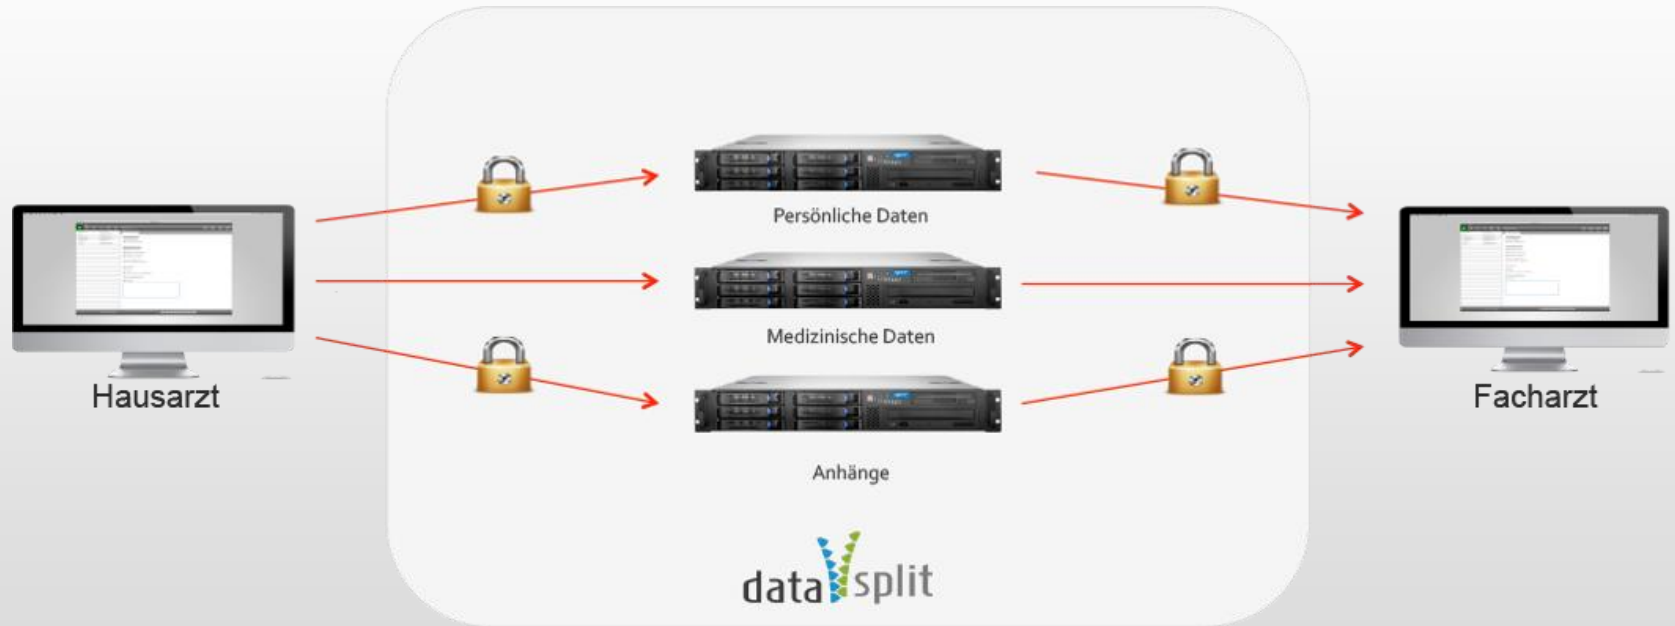 Persönliche Daten
Medizinische Daten
Hausarzt
Facharzt
Anhänge
data split